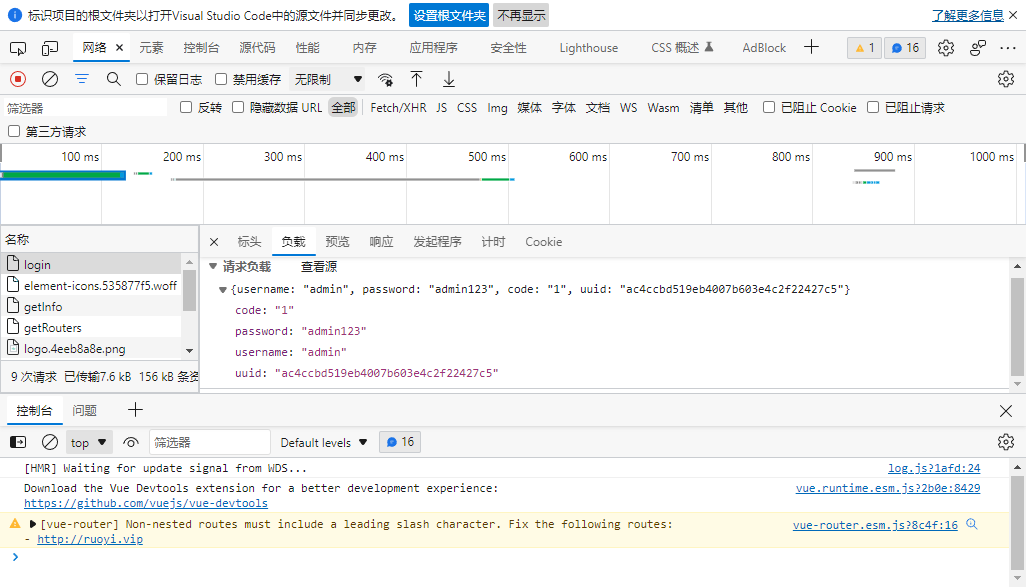 标识项目的根文件夹以打开Visual Studio Code中的源文件并同步更改。 设置根文件夹 不再显示 了解更多信息
网络 元素 控制台 源代码 性能 内存 应用程序 安全性 Lighthouse CSS 概述 AdBlock 1 16
保留日志 禁用缓存 无限制
筛选器 反转 隐藏数据 URL 全部 Fetch/XHR JS CSS Img 媒体 字体 文档 WS Wasm 清单 其他 已阻止 Cookie 已阻止请求
第三方请求
100 ms 200 ms 300 ms 400 ms 500 ms 600 ms 700 ms 800 ms 900 ms 1000 ms
名称
login
element-icons.535877f5.woff
getInfo
getRouters
logo.4eeb8a8e.png
9 次请求 已传输7.6 kB 156 kB 条资
标头 负载 预览 响应 发起程序 计时 Cookie
请求负载 查看源
{username: "admin", password: "admin123", code: "1", uuid: "ac4ccbd519eb4007b603e4c2f22427c5"}
code: "1"
password: "admin123"
username: "admin"
uuid: "ac4ccbd519eb4007b603e4c2f22427c5"
控制台 问题
top 筛选器 Default levels 16
[HMR] Waiting for update signal from WDS... log.js?1afd:24
Download the Vue Devtools extension for a better development experience: vue.runtime.esm.js?2b0e:8429
https://github.com/vuejs/vue-devtools
[vue-router] Non-nested routes must include a leading slash character. Fix the following routes: vue-router.esm.js?8c4f:16
- http://ruoyi.vip